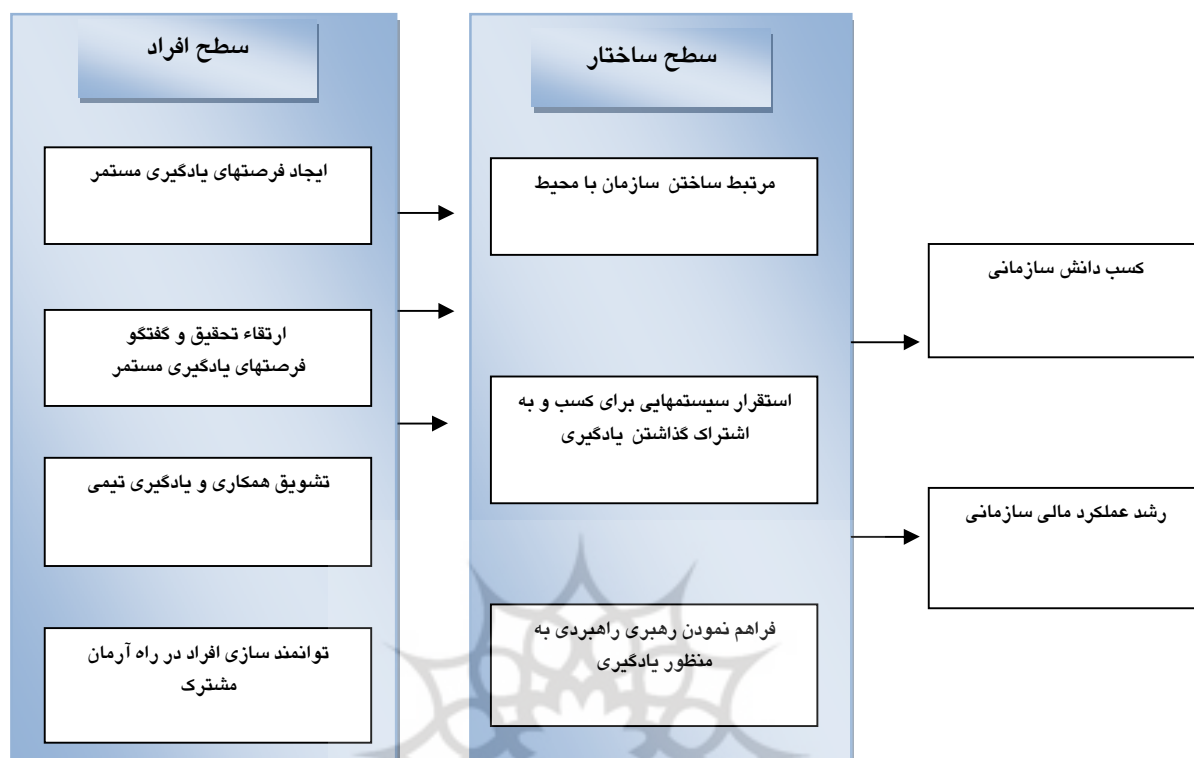 سطح افراد
ایجاد فرصتهای یادگیری مستمر
ارتقاء تحقیق و گفتگو
فرصتهای یادگیری مستمر
تشویق همکاری و یادگیری تیمی
توانمند سازی افراد در راه آرمان
مشترک
سطح ساختار
مرتبط ساختن سازمان با محیط
استقرار سیستمهایی برای کسب و به
اشتراک گذاشتن یادگیری
فراهم نمودن رهبری راهبردی به
منظور یادگیری
کسب دانش سازمانی
رشد عملکرد مالی سازمانی